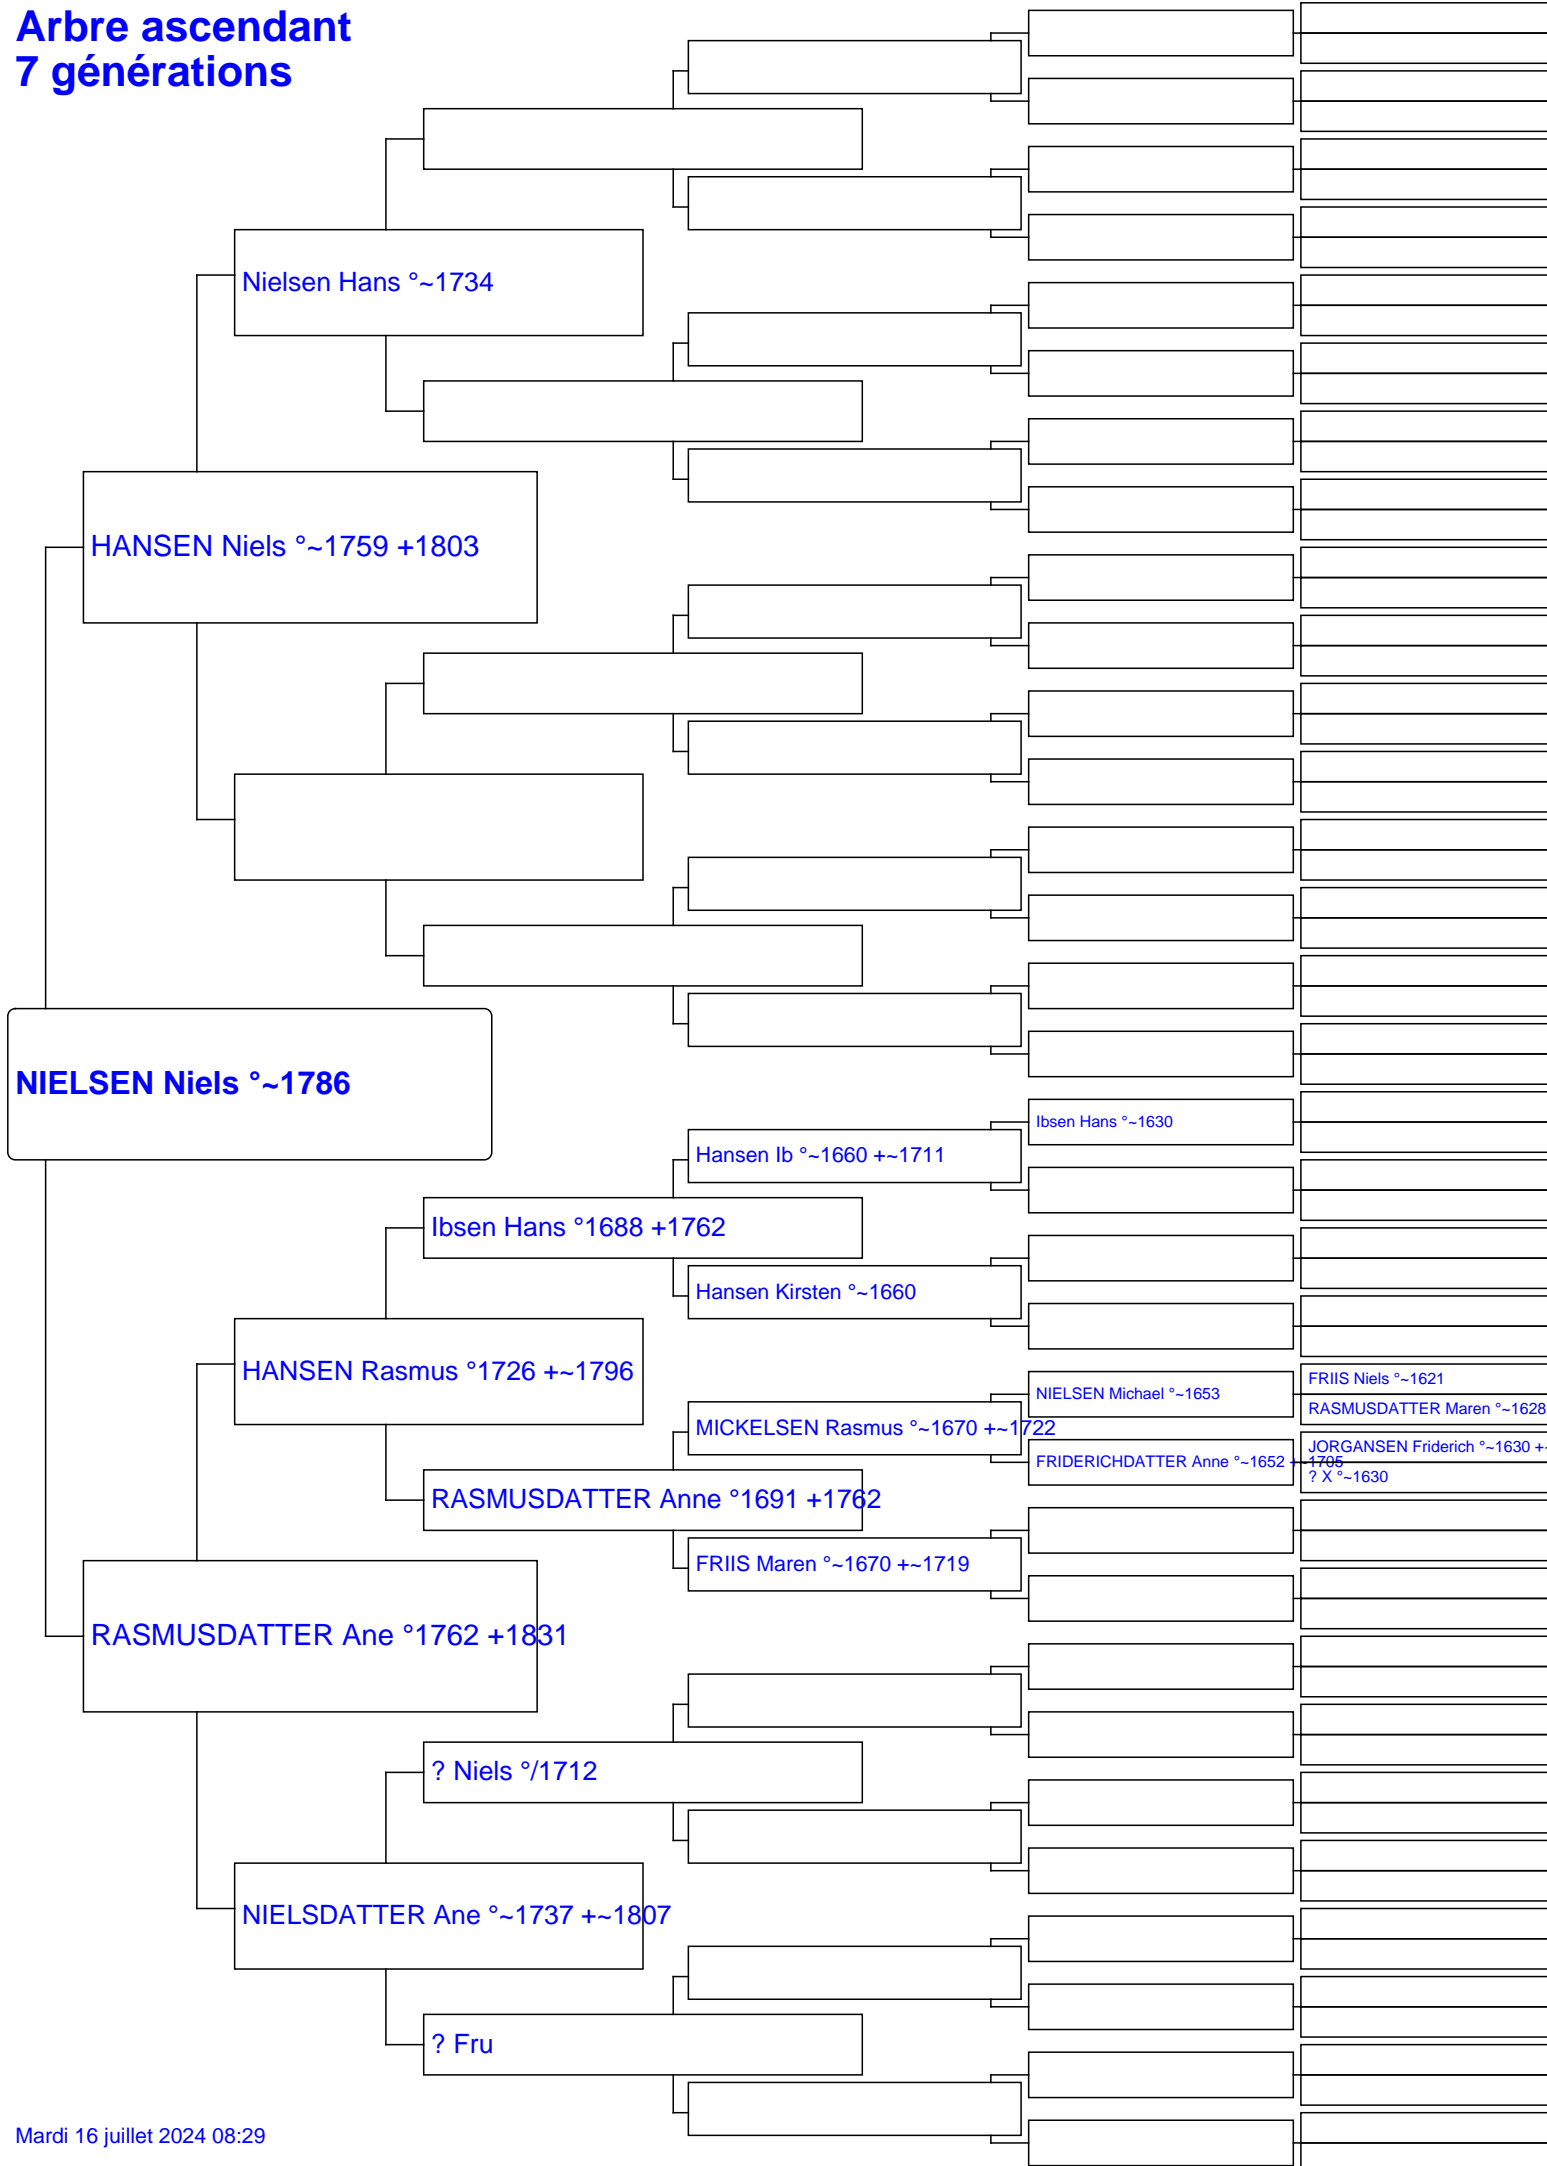 Arbre ascendant
7 générations
Nielsen Hans °~1734
HANSEN Niels °~1759 +1803
NIELSEN Niels °~1786
Ibsen Hans °~1630
Hansen Ib °~1660 +~1711
Ibsen Hans °1688 +1762
Hansen Kirsten °~1660
HANSEN Rasmus °1726 +~1796
FRIIS Niels °~1621
NIELSEN Michael °~1653
RASMUSDATTER Maren °~1628
MICKELSEN Rasmus °~1670 +~1722
JORGANSEN Friderich °~1630 +~
FRIDERICHDATTER Anne °~1652 +~1705
? X °~1630
RASMUSDATTER Anne °1691 +1762
FRIIS Maren °~1670 +~1719
RASMUSDATTER Ane °1762 +1831
? Niels °/1712
NIELSDATTER Ane °~1737 +~1807
? Fru
Mardi 16 juillet 2024 08:29